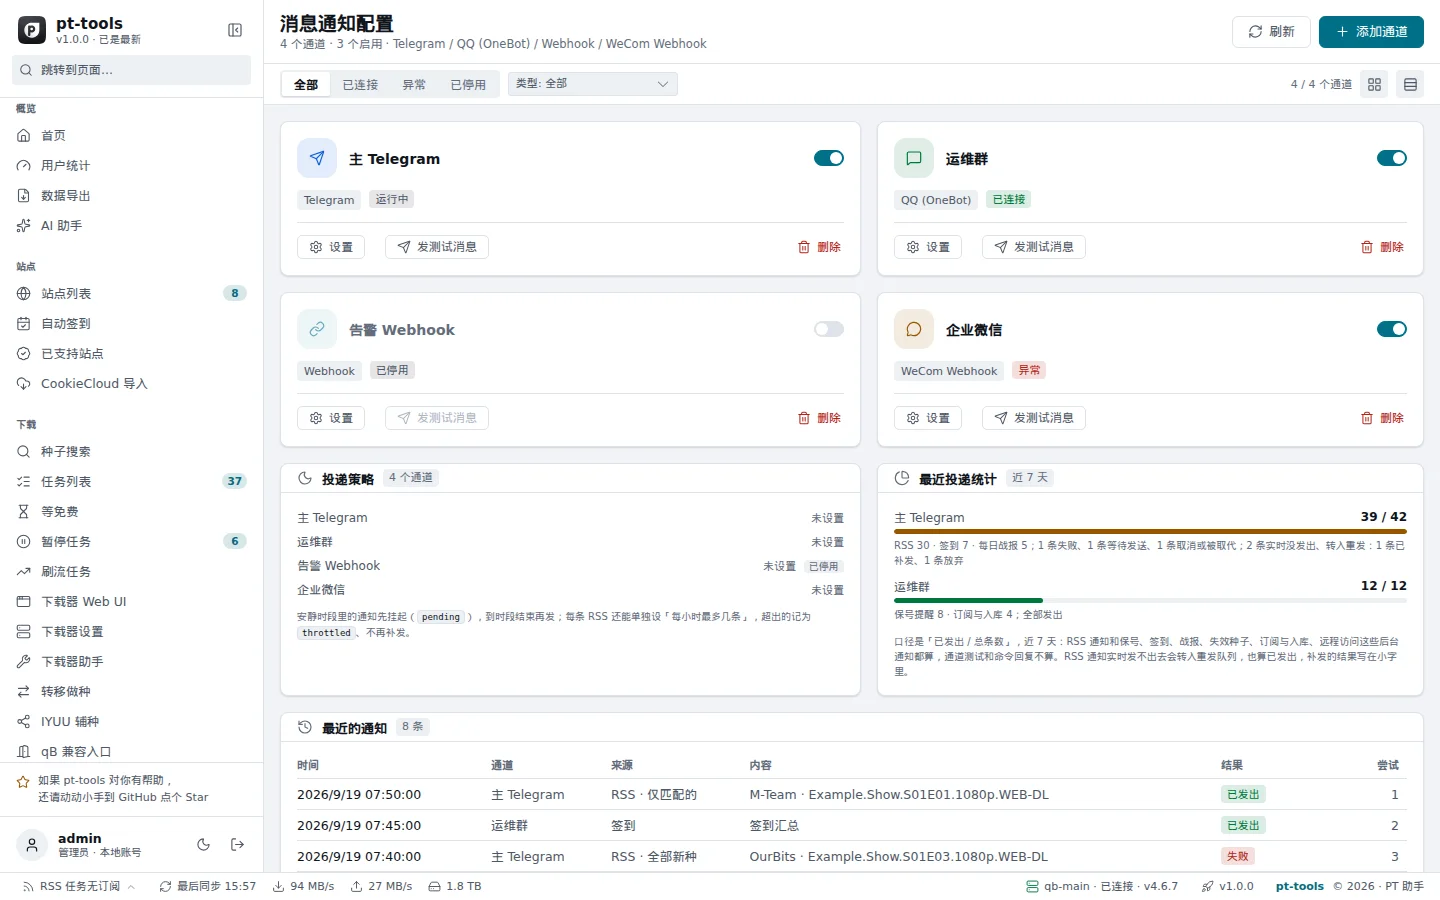 pt-tools
v1.0.0 · 已是最新
跳转到页面…
概览
首页
用户统计
数据导出
AI 助手
站点
站点列表 8
自动签到
已支持站点
CookieCloud 导入
下载
种子搜索
任务列表 37
等免费
暂停任务 6
刷流任务
下载器 Web UI
下载器设置
下载器助手
转移做种
IYUU 辅种
qB 兼容入口
如果 pt-tools 对你有帮助，
还请动动小手到 GitHub 点个 Star
admin
管理员 · 本地账号
消息通知配置
4 个通道 · 3 个启用 · Telegram / QQ (OneBot) / Webhook / WeCom Webhook
刷新
添加通道
全部 已连接 异常 已停用 类型: 全部
4 / 4 个通道
主 Telegram
Telegram 运行中
设置 发测试消息 删除
运维群
QQ (OneBot) 已连接
设置 发测试消息 删除
告警 Webhook
Webhook 已停用
设置 发测试消息 删除
企业微信
WeCom Webhook 异常
设置 发测试消息 删除
投递策略 4 个通道
主 Telegram 未设置
运维群 未设置
告警 Webhook 未设置 已停用
企业微信 未设置
安静时段里的通知先挂起（ pending ），到时段结束再发；每条 RSS 还能单独设「每小时最多几条」，超出的记为
throttled、不再补发。
最近投递统计 近 7 天
主 Telegram 39 / 42
RSS 30 · 签到 7 · 每日战报 5；1 条失败、1 条等待发送、1 条取消或被取代；2 条实时没发出、转入重发：1 条已
补发、1 条放弃
运维群 12 / 12
保号提醒 8 · 订阅与入库 4；全部发出
口径是「已发出 / 总条数」，近 7 天；RSS 通知和保号、签到、战报、失效种子、订阅与入库、远程访问这些后台
通知都算，通道测试和命令回复不算。RSS 通知实时发不出去会转入重发队列，也算已发出，补发的结果写在小字
里。
最近的通知 8 条
时间 通道 来源 内容 结果 尝试
2026/9/19 07:50:00 主 Telegram RSS · 仅匹配的 M-Team · Example.Show.S01E01.1080p.WEB-DL 已发出 1
2026/9/19 07:45:00 运维群 签到 签到汇总 已发出 2
2026/9/19 07:40:00 主 Telegram RSS · 全部新种 OurBits · Example.Show.S01E03.1080p.WEB-DL 失败 3
RSS 任务无订阅 最后同步 15:57 94 MB/s 27 MB/s 1.8 TB
qb-main · 已连接 · v4.6.7 v1.0.0 pt-tools © 2026 · PT 助手